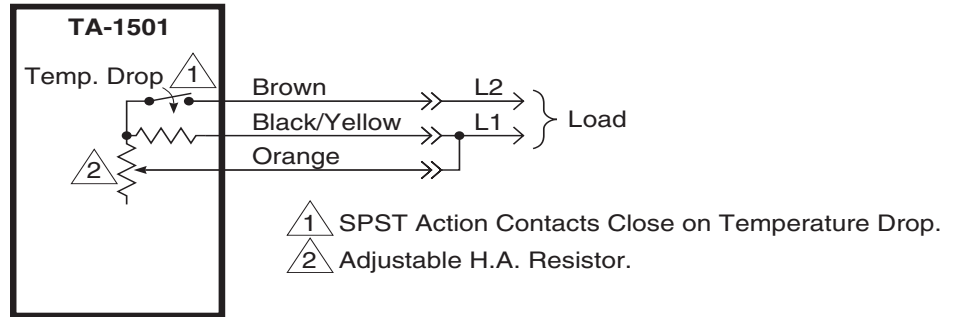 TA-1501
Temp. Drop 1
Brown L2
Black/Yellow L1
Load
Orange
2
1 SPST Action Contacts Close on Temperature Drop.
2 Adjustable H.A. Resistor.